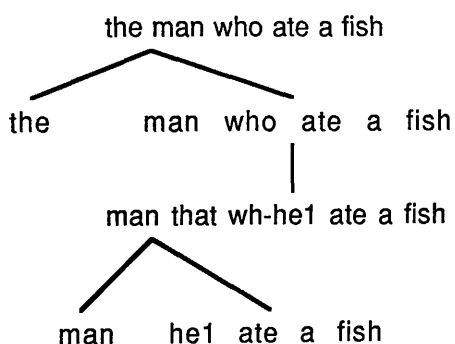 the man who ate a fish
the man who ate a fish
man that wh-he1 ate a fish
man he1 ate a fish